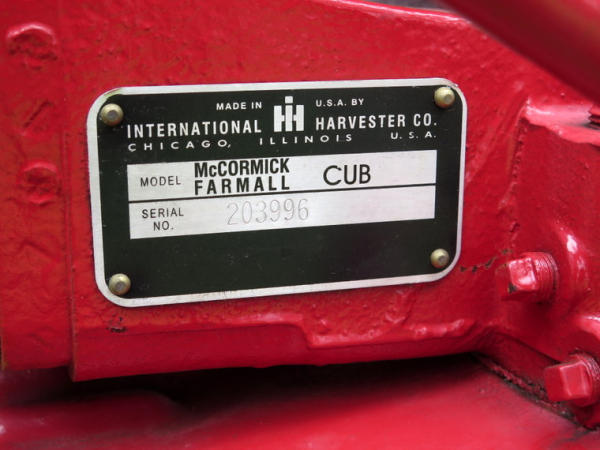 MADE IN IH U.S.A. BY
INTERNATIONAL HARVESTER CO.
CHICAGO, ILLINOIS U.S.A.
MODEL McCORMICK FARMALL CUB
SERIAL NO. 203996